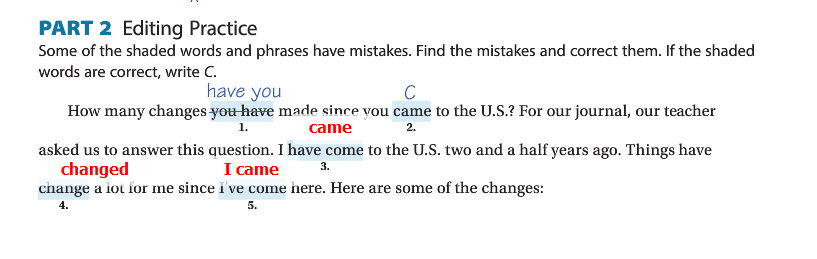 PART 2 Editing Practice
Some of the shaded words and phrases have mistakes. Find the mistakes and correct them. If the shaded
words are correct, write C.
have you C
How many changes you have made since you came to the U.S.? For our journal, our teacher
1. came 2.
asked us to answer this question. I have come to the U.S. two and a half years ago. Things have
changed I came 3.
change a lot for me since I've come here. Here are some of the changes:
4. 5.